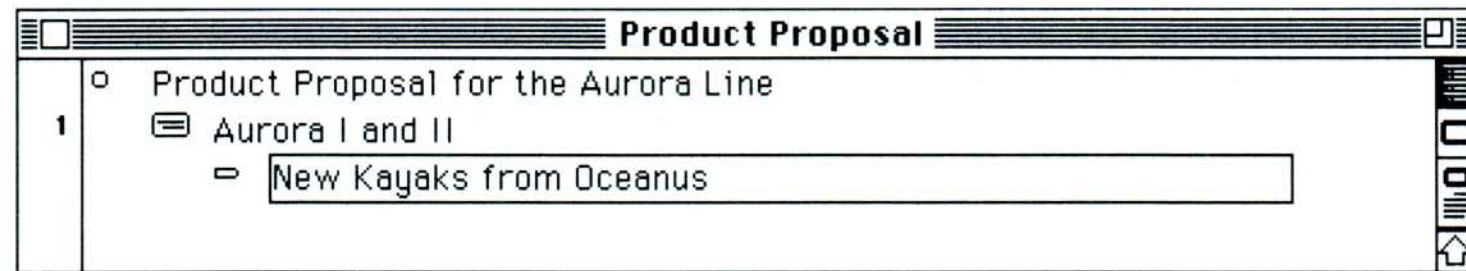 Product Proposal
Product Proposal for the Aurora Line
1 Aurora I and II
New Kayaks from Oceanus